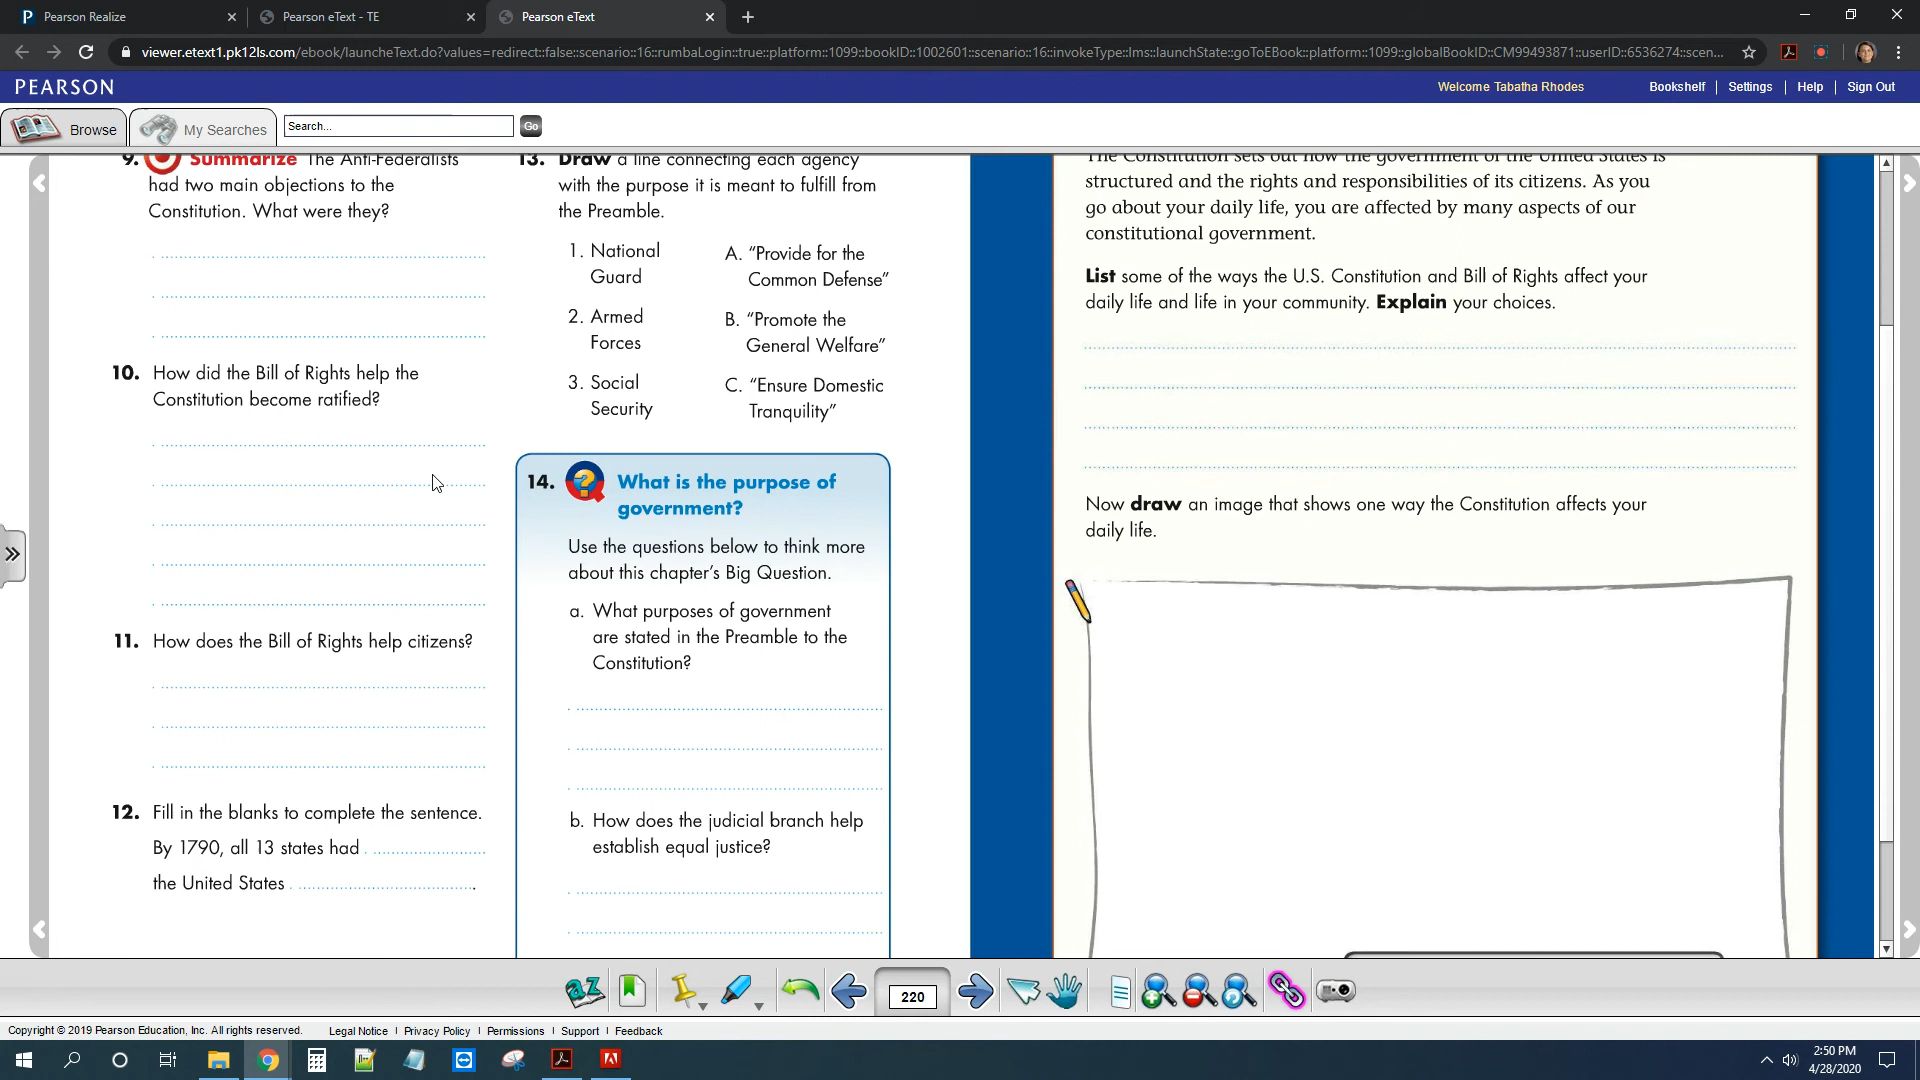 Pearson Realize
Pearson eText - TE
Pearson eText
viewer.etext1.pk12ls.com/ebook/launcheText.do?values=redirect::false::scenario::16::rumbaLogin::true::platform::1099::bookID::1002601::scenario::16::invokeType::lms::launchState::goToEBook::platform::1099::globalBookID::CM99493871::userID::6536274::scen...
PEARSON
Welcome Tabatha Rhodes
Bookshelf | Settings | Help | Sign Out
Browse
My Searches
Search...
Go
9. Summarize The Anti-Federalists
had two main objections to the
Constitution. What were they?
10. How did the Bill of Rights help the
Constitution become ratified?
11. How does the Bill of Rights help citizens?
12. Fill in the blanks to complete the sentence.
By 1790, all 13 states had
the United States .
13. Draw a line connecting each agency
with the purpose it is meant to fulfill from
the Preamble.
1. National
Guard
2. Armed
Forces
3. Social
Security
A. “Provide for the
Common Defense”
B. “Promote the
General Welfare”
C. “Ensure Domestic
Tranquility”
14. What is the purpose of
government?
Use the questions below to think more
about this chapter’s Big Question.
a. What purposes of government
are stated in the Preamble to the
Constitution?
b. How does the judicial branch help
establish equal justice?
The Constitution sets out how the government of the United States is
structured and the rights and responsibilities of its citizens. As you
go about your daily life, you are affected by many aspects of our
constitutional government.
List some of the ways the U.S. Constitution and Bill of Rights affect your
daily life and life in your community. Explain your choices.
Now draw an image that shows one way the Constitution affects your
daily life.
220
Copyright © 2019 Pearson Education, Inc. All rights reserved.
Legal Notice | Privacy Policy | Permissions | Support | Feedback
2:50 PM
4/28/2020